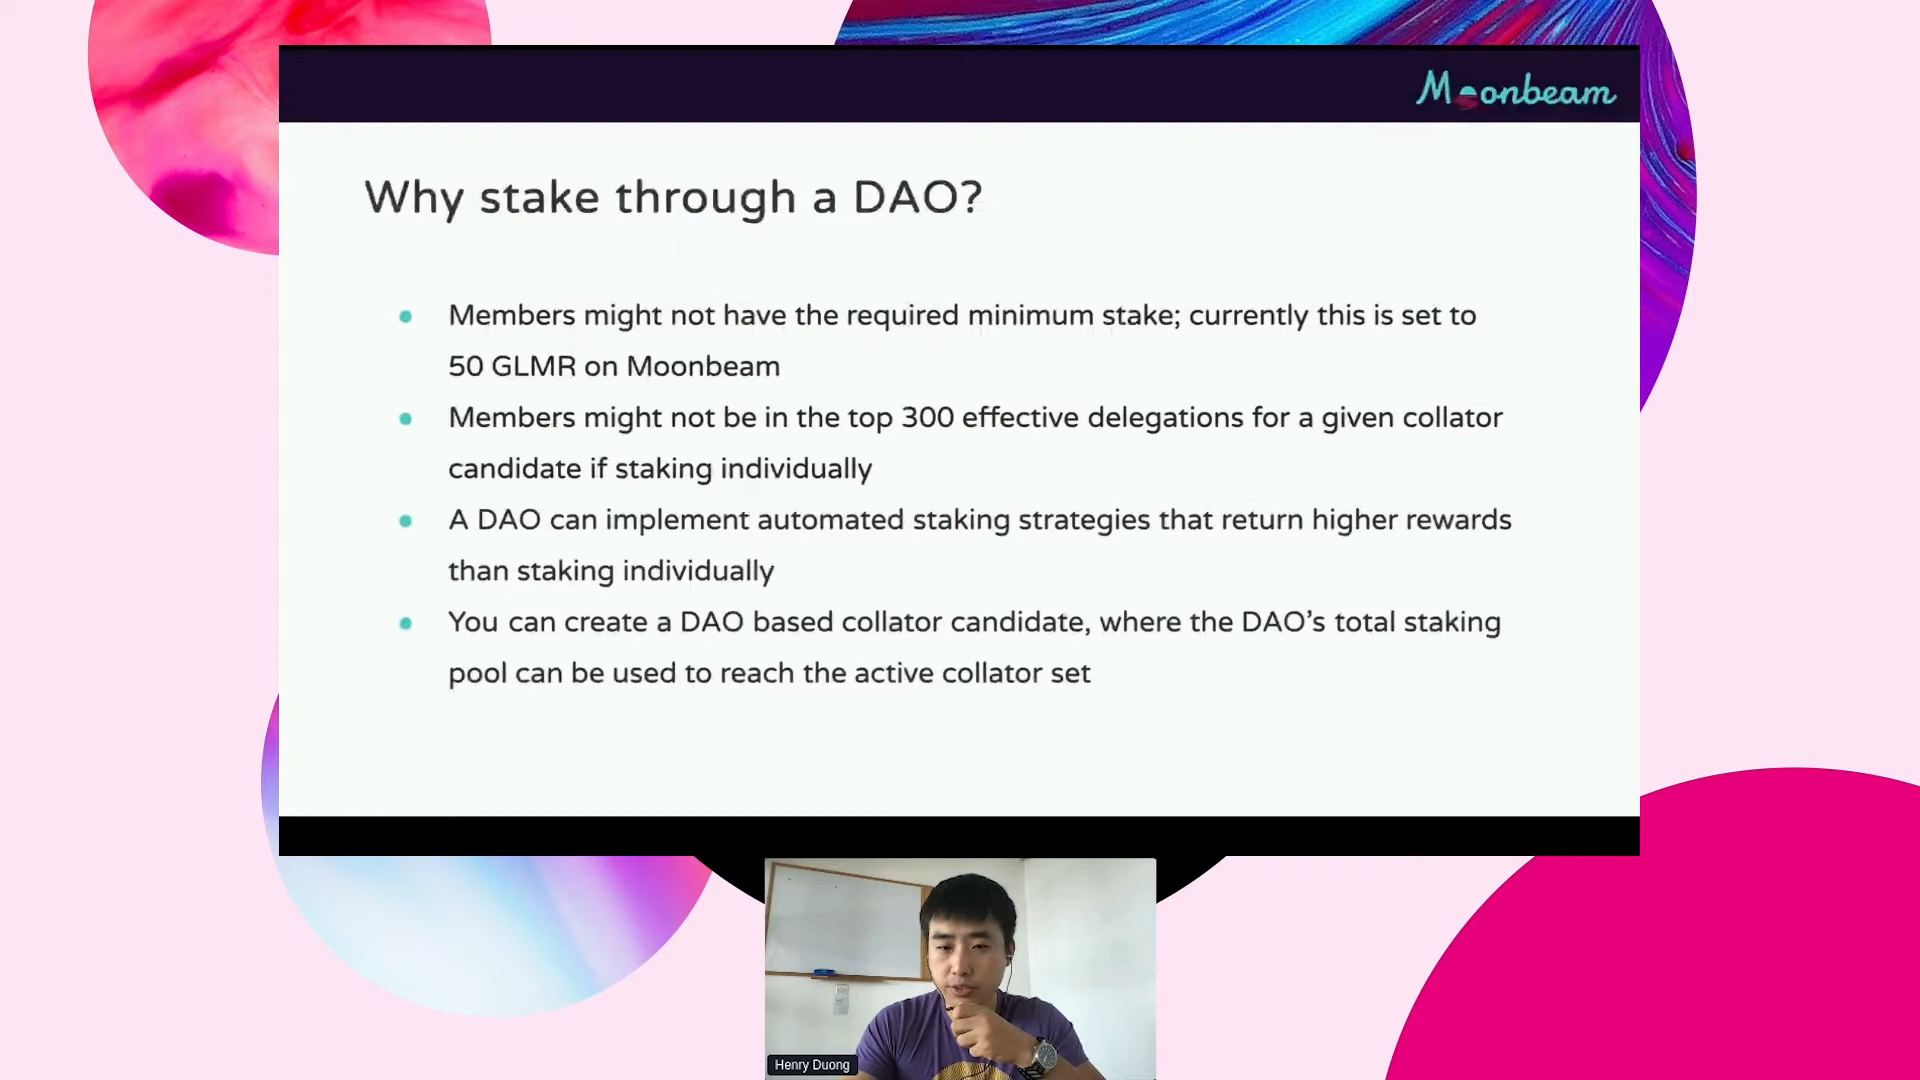 Moonbeam
Why stake through a DAO?
Members might not have the required minimum stake; currently this is set to
50 GLMR on Moonbeam
Members might not be in the top 300 effective delegations for a given collator
candidate if staking individually
A DAO can implement automated staking strategies that return higher rewards
than staking individually
You can create a DAO based collator candidate, where the DAO’s total staking
pool can be used to reach the active collator set
Henry Duong